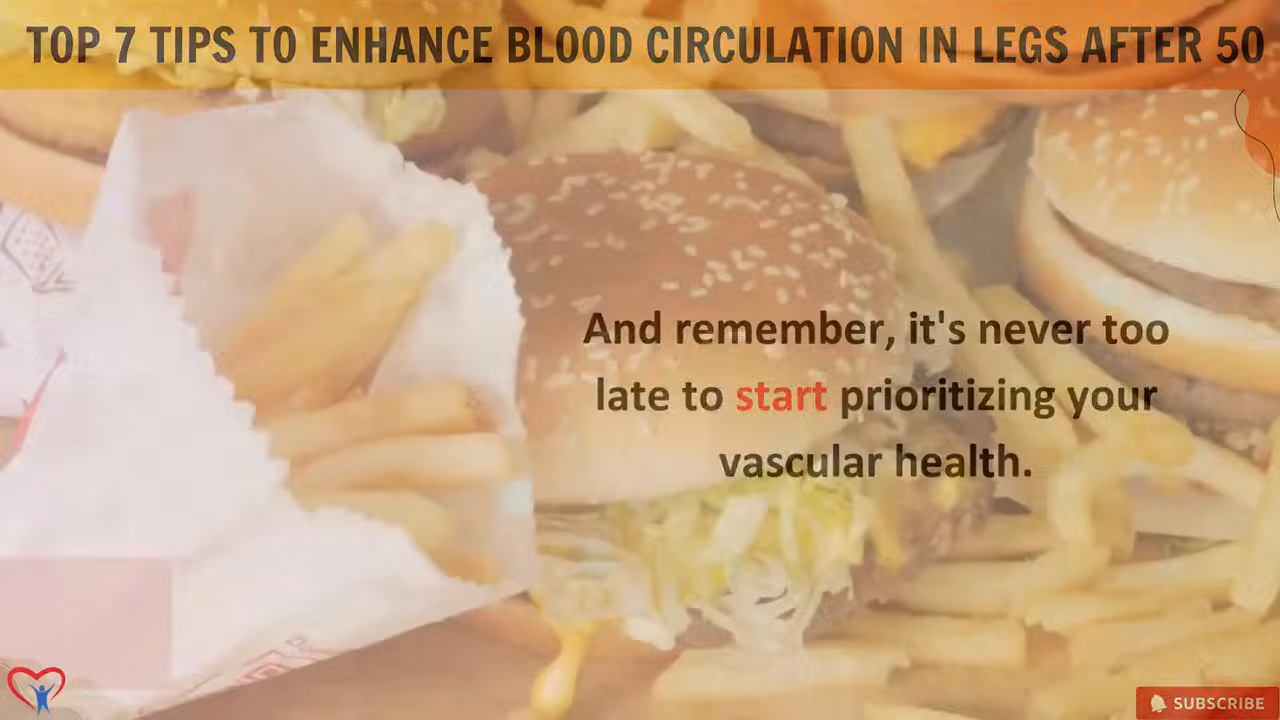 TOP 7 TIPS TO ENHANCE BLOOD CIRCULATION IN LEGS AFTER 50
And remember, it's never too
late to start prioritizing your
vascular health.
SUBSCRIBE